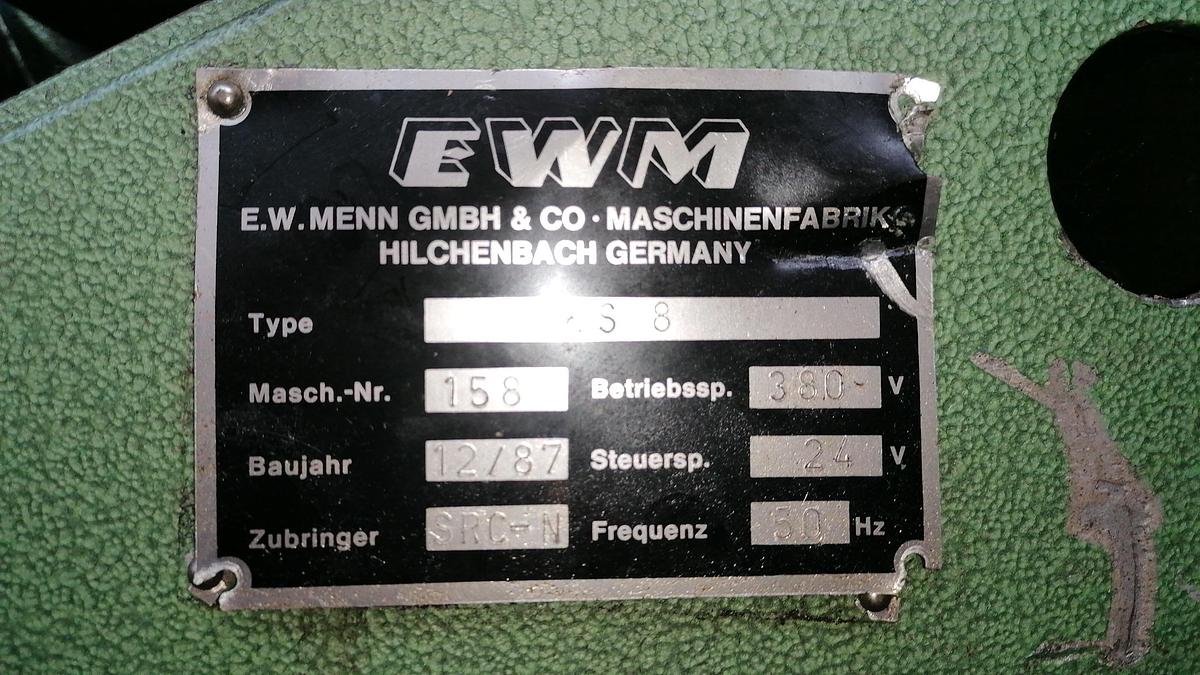 EWM
E.W. MENN GMBH & CO · MASCHINENFABRIK
HILCHENBACH GERMANY
Type S 8
Masch.-Nr. 158 Betriebssp. 380 V
Baujahr 12/87 Steuersp. 24 V
Zubringer SRC-N Frequenz 50 Hz